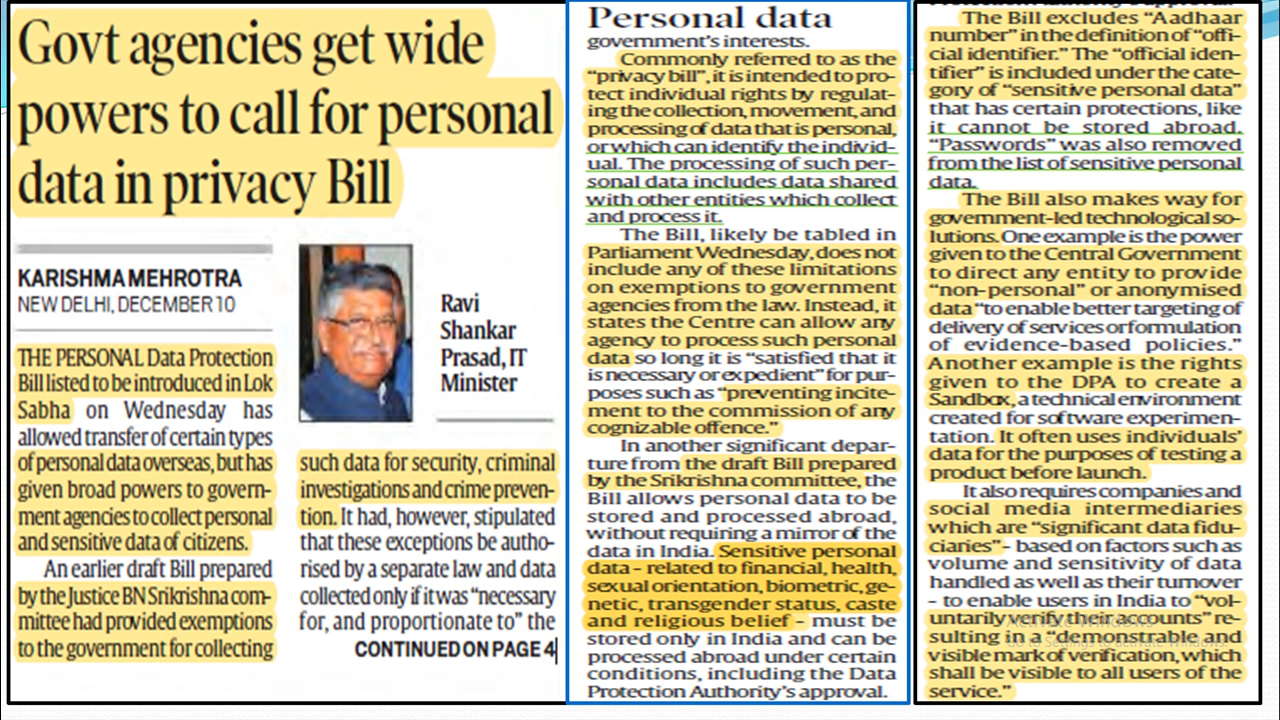 Govt agencies get wide
powers to call for personal
data in privacy Bill
KARISHMA MEHROTRA
NEW DELHI, DECEMBER 10
THE PERSONAL Data Protection
Bill listed to be introduced in Lok
Sabha on Wednesday has
allowed transfer of certain types
of personal data overseas, but has
given broad powers to govern-
ment agencies to collect personal
and sensitive data of citizens.
An earlier draft Bill prepared
by the Justice BN Srikrishna com-
mittee had provided exemptions
to the government for collecting
Ravi
Shankar
Prasad, IT
Minister
such data for security, criminal
investigations and crime preven-
tion. It had, however, stipulated
that these exceptions be autho-
rised by a separate law and data
collected only if it was “necessary
for, and proportionate to” the
CONTINUED ON PAGE 4
Personal data
government's interests.
Commonly referred to as the
“privacy bill”, it is intended to pro-
tect individual rights by regulat-
ing the collection, movement, and
processing of data that is personal,
or which can identify the individ-
ual. The processing of such per-
sonal data includes data shared
with other entities which collect
and process it.
The Bill, likely be tabled in
Parliament Wednesday, does not
include any of these limitations
on exemptions to government
agencies from the law. Instead, it
states the Centre can allow any
agency to process such personal
data so long it is “satisfied that it
is necessary or expedient” for pur-
poses such as “preventing incite-
ment to the commission of any
cognizable offence.”
In another significant depar-
ture from the draft Bill prepared
by the Srikrishna committee, the
Bill allows personal data to be
stored and processed abroad,
without requiring a mirror of the
data in India. Sensitive personal
data – related to financial, health,
sexual orientation, biometric, ge-
netic, transgender status, caste
and religious belief – must be
stored only in India and can be
processed abroad under certain
conditions, including the Data
Protection Authority's approval.
The Bill excludes “Aadhaar
number” in the definition of “offi-
cial identifier.” The “official iden-
tifier” is included under the cate-
gory of “sensitive personal data”
that has certain protections, like
it cannot be stored abroad.
“Passwords” was also removed
from the list of sensitive personal
data.
The Bill also makes way for
government-led technological so-
lutions. One example is the power
given to the Central Government
to direct any entity to provide
“non-personal” or anonymised
data “to enable better targeting of
delivery of services or formulation
of evidence-based policies.”
Another example is the rights
given to the DPA to create a
Sandbox, a technical environment
created for software experimen-
tation. It often uses individuals’
data for the purposes of testing a
product before launch.
It also requires companies and
social media intermediaries
which are “significant data fidu-
ciaries” – based on factors such as
volume and sensitivity of data
handled as well as their turnover
– to enable users in India to “vol-
untarily verify their accounts” re-
sulting in a “demonstrable and
visible mark of verification, which
shall be visible to all users of the
service.”
Activate Windows
Go to Settings to activate Windows.